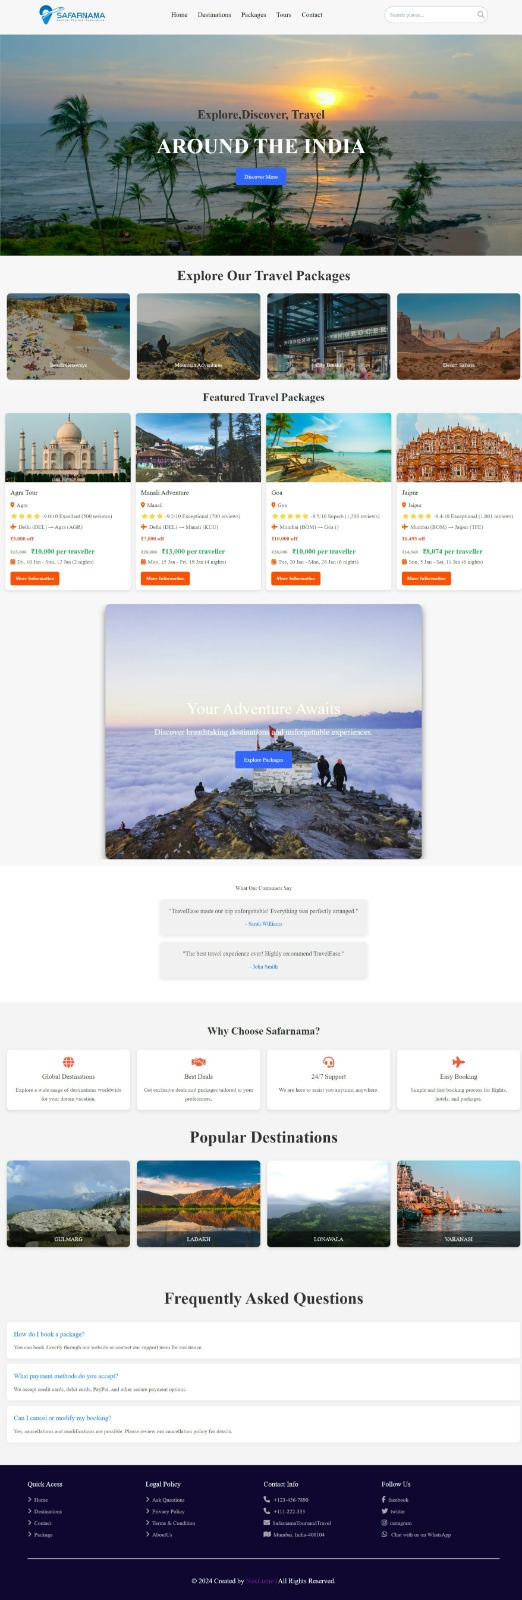 SAFARNAMA
Home Destinations Packages Tours Contact
Search places...
Explore,Discover, Travel
AROUND THE INDIA
Discover More
Explore Our Travel Packages
Beach Getaways
Mountain Adventures
City Breaks
Desert Safaris
Featured Travel Packages
Agra Tour
Agra
9.0/10 Excellent (500 reviews)
Delhi (DEL) → Agra (AGR)
₹5,000 off
₹15,000 ₹10,000 per traveller
Fri, 10 Jan - Sun, 12 Jan (2 nights)
More Information
Manali Adventure
Manali
9.2/10 Exceptional (700 reviews)
Delhi (DEL) → Manali (KUU)
₹7,000 off
₹20,000 ₹13,000 per traveller
Mon, 15 Jan - Fri, 19 Jan (4 nights)
More Information
Goa
Goa
9.5/10 Superb (1,200 reviews)
Mumbai (BOM) → Goa ()
₹10,000 off
₹20,000 ₹10,000 per traveller
Tue, 20 Jan - Mon, 26 Jan (6 nights)
More Information
Jaipur
Jaipur
9.4/10 Exceptional (1,001 reviews)
Mumbai (BOM) → Jaipur (JPE)
₹6,495 off
₹14,569 ₹8,074 per traveller
Sun, 5 Jan - Sat, 11 Jan (6 nights)
More Information
Your Adventure Awaits
Discover breathtaking destinations and unforgettable experiences.
Explore Packages
What Our Customers Say
"TravelEase made our trip unforgettable! Everything was perfectly arranged."
- Sarah Williams
"The best travel experience ever! Highly recommend TravelEase."
- John Smith
Why Choose Safarnama?
Global Destinations
Explore a wide range of destinations worldwide
for your dream vacation.
Best Deals
Get exclusive deals and packages tailored to your
preferences.
24/7 Support
We are here to assist you anytime, anywhere.
Easy Booking
Simple and fast booking process for flights,
hotels, and packages.
Popular Destinations
GULMARG
LADAKH
LONAVALA
VARANASI
Frequently Asked Questions
How do I book a package?
You can book directly through our website or contact our support team for assistance.
What payment methods do you accept?
We accept credit cards, debit cards, PayPal, and other secure payment options.
Can I cancel or modify my booking?
Yes, cancellations and modifications are possible. Please review our cancellation policy for details.
Quick Acess
Home
Destinations
Contact
Package
Legal Policy
Ask Questions
Privacy Policy
Terms & Condition
AboutUs
Contact Info
+123-456-7890
+111-222-333
SafarnamaTourandTravel
Mumbai, India-400104
Follow Us
facebook
twitter
instagram
Chat with us on WhatsApp
© 2024 Created by | All Rights Reserved.